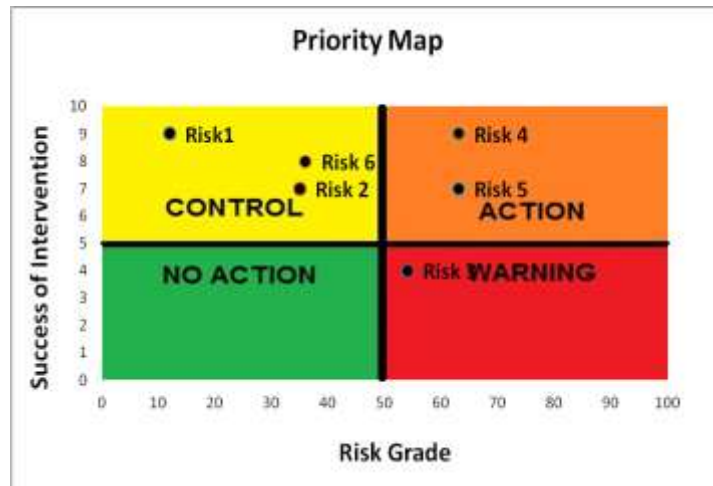 Priority Map
Success of Intervention
10
9
8
7
6
5
4
3
2
1
0
Risk1
Risk 6
Risk 2
CONTROL
Risk 4
Risk 5
ACTION
NO ACTION
Risk 3
WARNING
0 10 20 30 40 50 60 70 80 90 100
Risk Grade